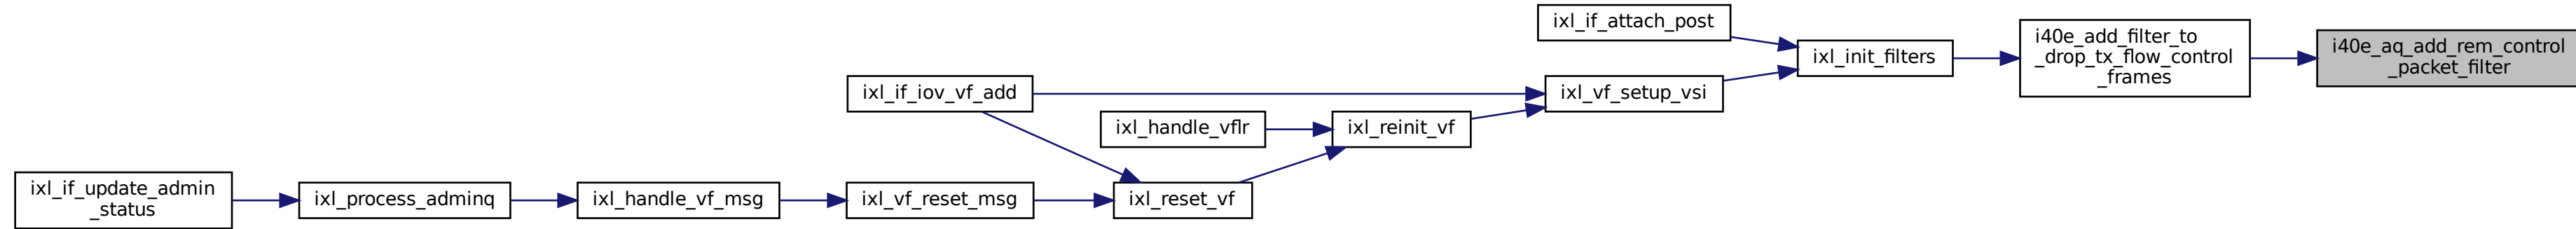 ixl_if_attach_post
i40e_add_filter_to
_drop_tx_flow_control
_frames
i40e_aq_add_rem_control
_packet_filter
ixl_init_filters
ixl_if_iov_vf_add
ixl_vf_setup_vsi
ixl_handle_vflr
ixl_reinit_vf
ixl_if_update_admin
_status
ixl_process_adminq
ixl_handle_vf_msg
ixl_vf_reset_msg
ixl_reset_vf